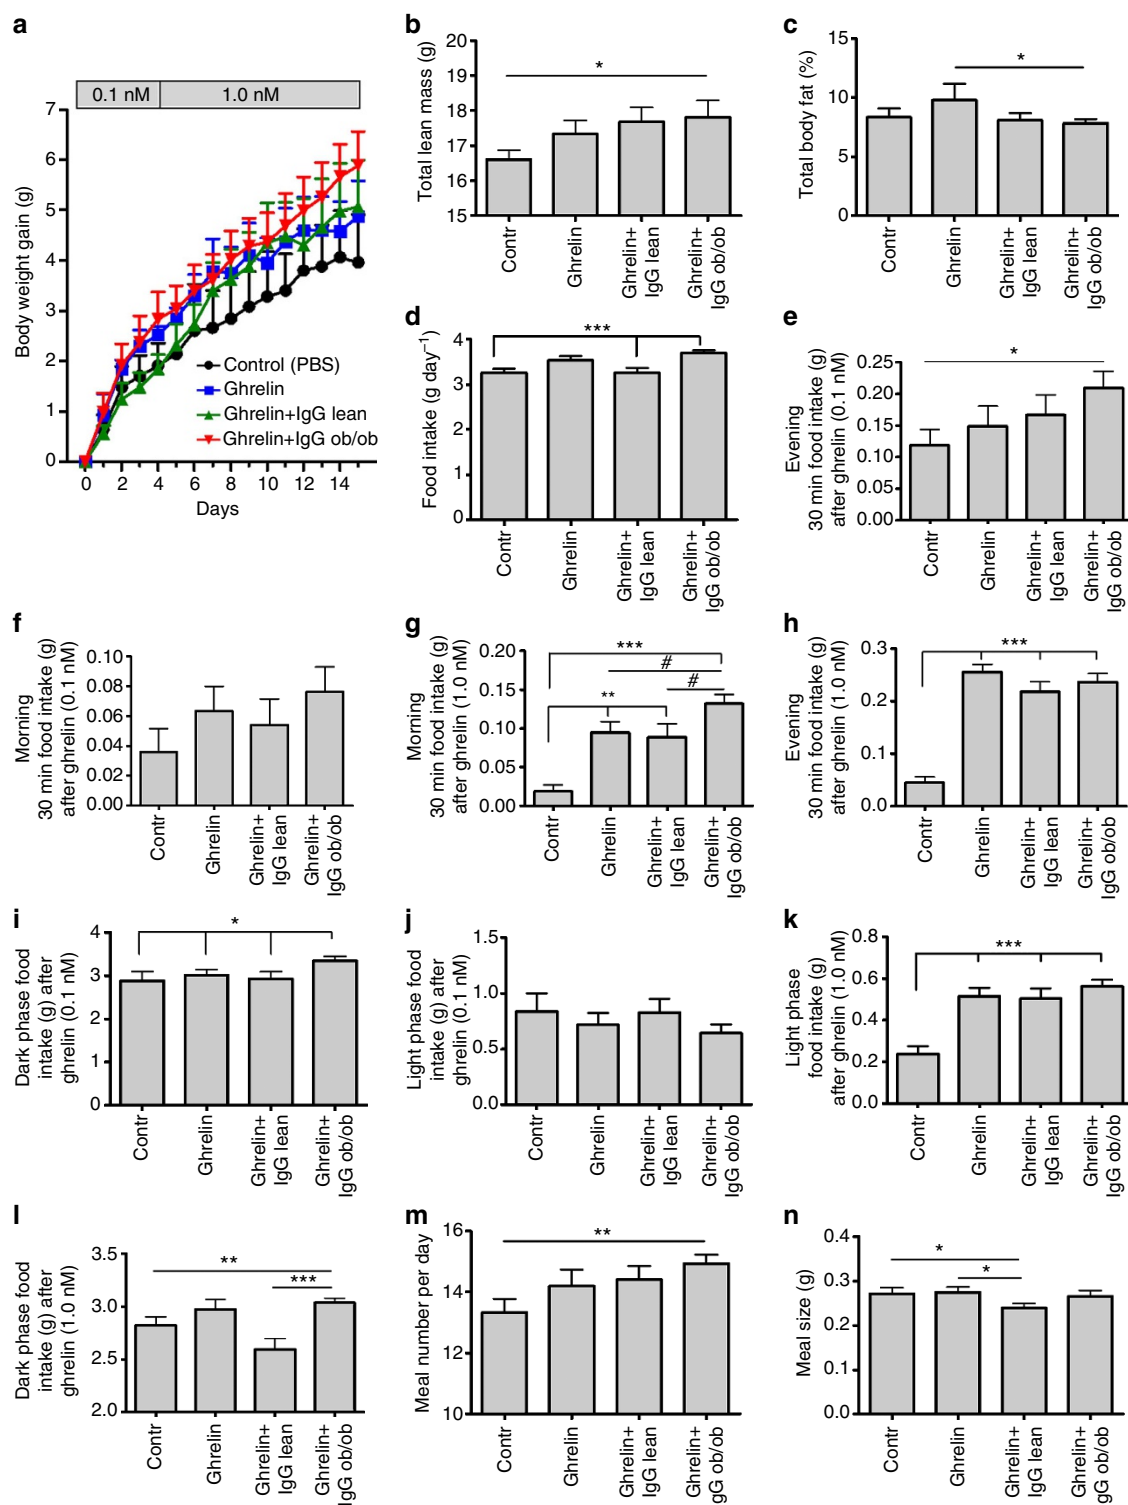 a
0.1 nM
1.0 nM
Body weight gain (g)
7
6
5
4
3
2
1
0
Control (PBS)
Ghrelin
Ghrelin+IgG lean
Ghrelin+IgG ob/ob
0 2 4 6 8 10 12 14
Days
b
Total lean mass (g)
20
19
18
17
16
15
*
Contr
Ghrelin
Ghrelin+
IgG lean
Ghrelin+
IgG ob/ob
c
Total body fat (%)
15
10
5
0
*
Contr
Ghrelin
Ghrelin+
IgG lean
Ghrelin+
IgG ob/ob
d
Food intake (g day⁻¹)
4
3
2
1
0
***
Contr
Ghrelin
Ghrelin+
IgG lean
Ghrelin+
IgG ob/ob
e
Evening
30 min food intake (g)
after ghrelin (0.1 nM)
0.25
0.20
0.15
0.10
0.05
0.00
*
Contr
Ghrelin
Ghrelin+
IgG lean
Ghrelin+
IgG ob/ob
f
Morning
30 min food intake (g)
after ghrelin (0.1 nM)
0.10
0.08
0.06
0.04
0.02
0.00
Contr
Ghrelin
Ghrelin+
IgG lean
Ghrelin+
IgG ob/ob
g
Morning
30 min food intake (g)
after ghrelin (1.0 nM)
0.20
0.15
0.10
0.05
0.00
***
#
#
**
Contr
Ghrelin
Ghrelin+
IgG lean
Ghrelin+
IgG ob/ob
h
Evening
30 min food intake (g)
after ghrelin (1.0 nM)
0.3
0.2
0.1
0.0
***
Contr
Ghrelin
Ghrelin+
IgG lean
Ghrelin+
IgG ob/ob
i
Dark phase food
intake (g) after
ghrelin (0.1 nM)
4
3
2
1
0
*
Contr
Ghrelin
Ghrelin+
IgG lean
Ghrelin+
IgG ob/ob
j
Light phase food
intake (g) after
ghrelin (0.1 nM)
1.5
1.0
0.5
0.0
Contr
Ghrelin
Ghrelin+
IgG lean
Ghrelin+
IgG ob/ob
k
Light phase
food intake (g)
after ghrelin (1.0 nM)
0.8
0.6
0.4
0.2
0.0
***
Contr
Ghrelin
Ghrelin+
IgG lean
Ghrelin+
IgG ob/ob
l
Dark phase food
intake (g) after
ghrelin (1.0 nM)
3.5
3.0
2.5
2.0
**
***
Contr
Ghrelin
Ghrelin+
IgG lean
Ghrelin+
IgG ob/ob
m
Meal number per day
16
14
12
10
**
Contr
Ghrelin
Ghrelin+
IgG lean
Ghrelin+
gG ob/ob
n
Meal size (g)
0.4
0.3
0.2
0.1
0.0
*
*
Contr
Ghrelin
Ghrelin+
IgG lean
Ghrelin+
gG ob/ob